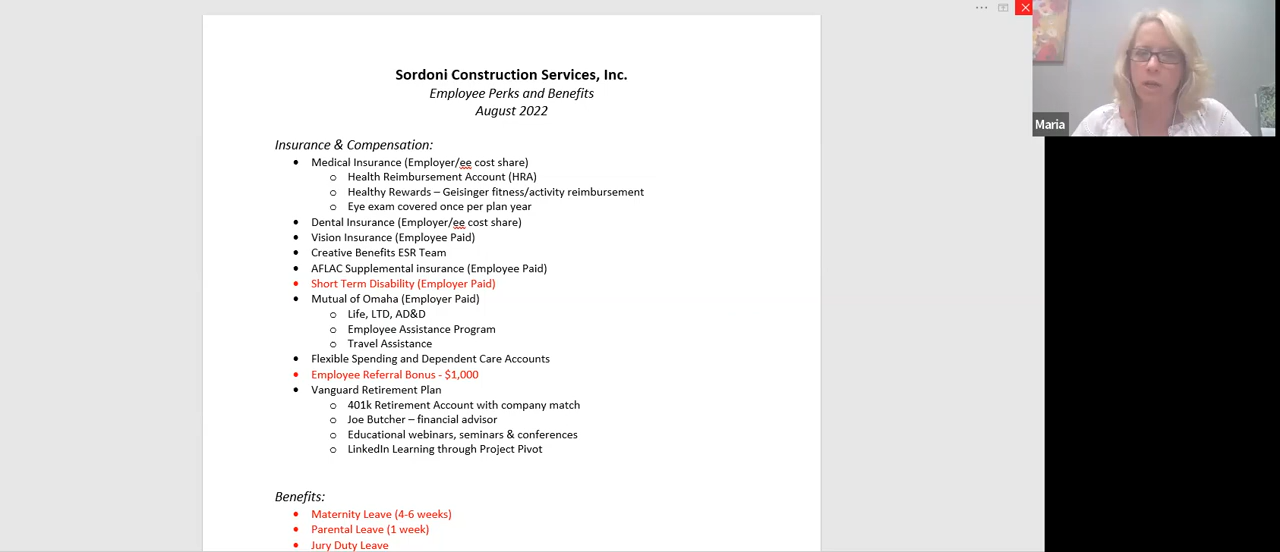 Sordoni Construction Services, Inc.
Employee Perks and Benefits
August 2022
Insurance & Compensation:
• Medical Insurance (Employer/ee cost share)
o Health Reimbursement Account (HRA)
o Healthy Rewards – Geisinger fitness/activity reimbursement
o Eye exam covered once per plan year
• Dental Insurance (Employer/ee cost share)
• Vision Insurance (Employee Paid)
• Creative Benefits ESR Team
• AFLAC Supplemental insurance (Employee Paid)
• Short Term Disability (Employer Paid)
• Mutual of Omaha (Employer Paid)
o Life, LTD, AD&D
o Employee Assistance Program
o Travel Assistance
• Flexible Spending and Dependent Care Accounts
• Employee Referral Bonus - $1,000
• Vanguard Retirement Plan
o 401k Retirement Account with company match
o Joe Butcher – financial advisor
o Educational webinars, seminars & conferences
o LinkedIn Learning through Project Pivot
Benefits:
• Maternity Leave (4-6 weeks)
• Parental Leave (1 week)
• Jury Duty Leave
Maria